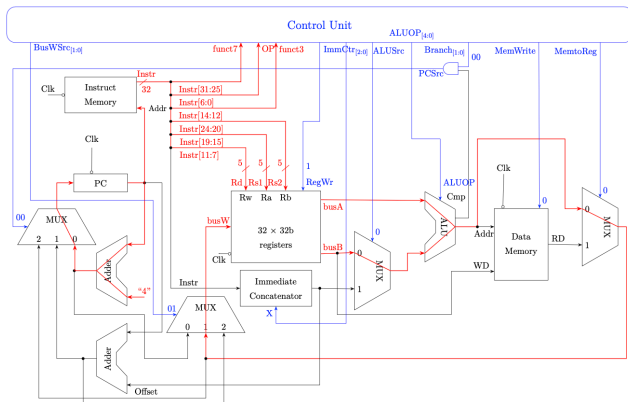 Control Unit
ALUOP[4:0]
BusWSrc[1:0]
funct7
OP
funct3
ImmCtr[2:0]
ALUSrc
Branch[1:0]
00
MemWrite
MemtoReg
PCSrc
Instr
32
Clk
Instruct
Memory
Addr
Instr[31:25]
Instr[6:0]
Instr[14:12]
Instr[24:20]
Instr[19:15]
Instr[11:7]
Clk
PC
5
5
5
1
Rd
Rs1
Rs2
RegWr
ALUOP
Clk
Rw
Ra
Rb
busA
Cmp
0
0
0
00
MUX
2
1
0
busW
32 × 32b
registers
busB
ALU
Addr
Data
Memory
RD
0
1
MUX
Clk
0
1
MUX
WD
Adder
"4"
Instr
Immediate
Concatenator
X
01
MUX
0
1
2
Adder
Offset